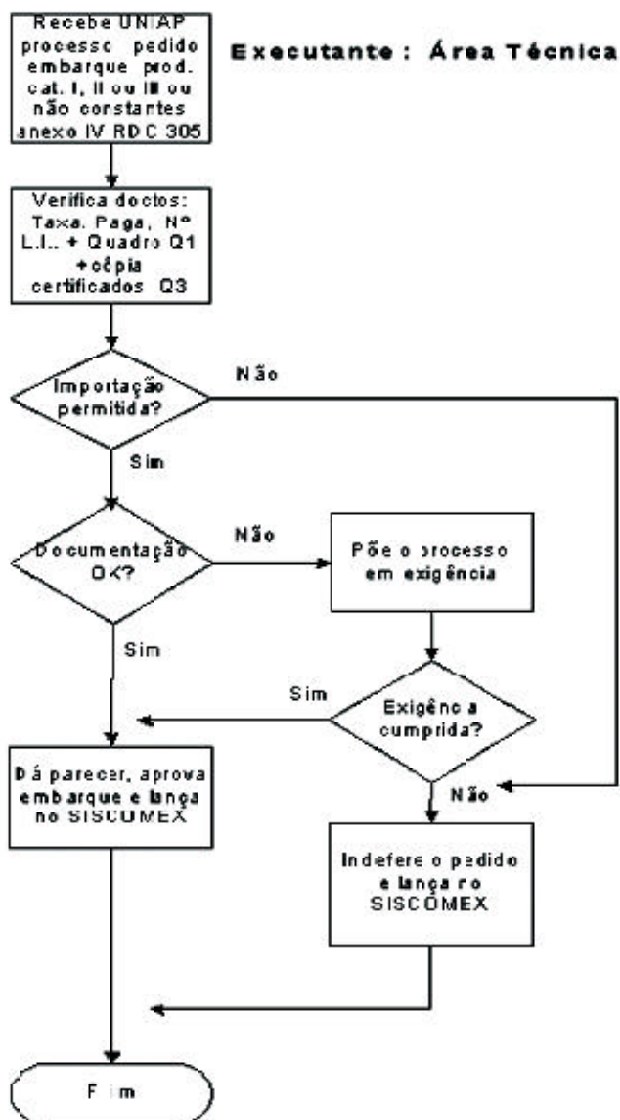 Recebe UNIAP
processo pedido
embarque prod.
cat. I, II ou III ou
não constantes
anexo IV RDC 305
Executante : Área Técnica
Verifica doctos:
Taxa. Paga, Nº
L.I.. + Quadro Q1
+cópia
certificados Q3
Importação
permitida?
Não
Sim
Documentação
OK?
Não
Põe o processo
em exigência
Sim
Sim
Exigência
cumprida?
Não
Dá parecer, aprova
embarque e lança
no SISCOMEX
Indefere o pedido
e lança no
SISCOMEX
Fim